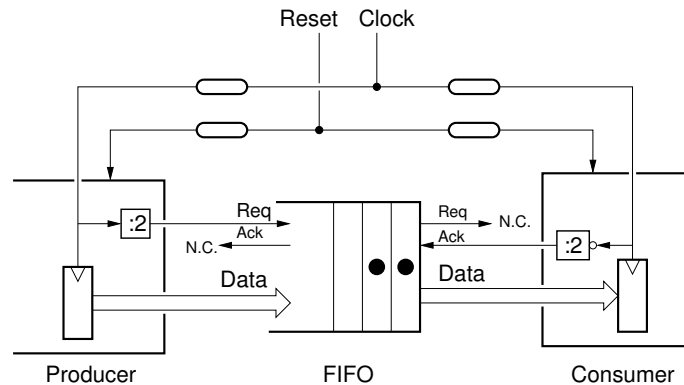 Reset Clock
:2 Req Req N.C.
N.C. Ack Ack :2
Data Data
Producer FIFO Consumer